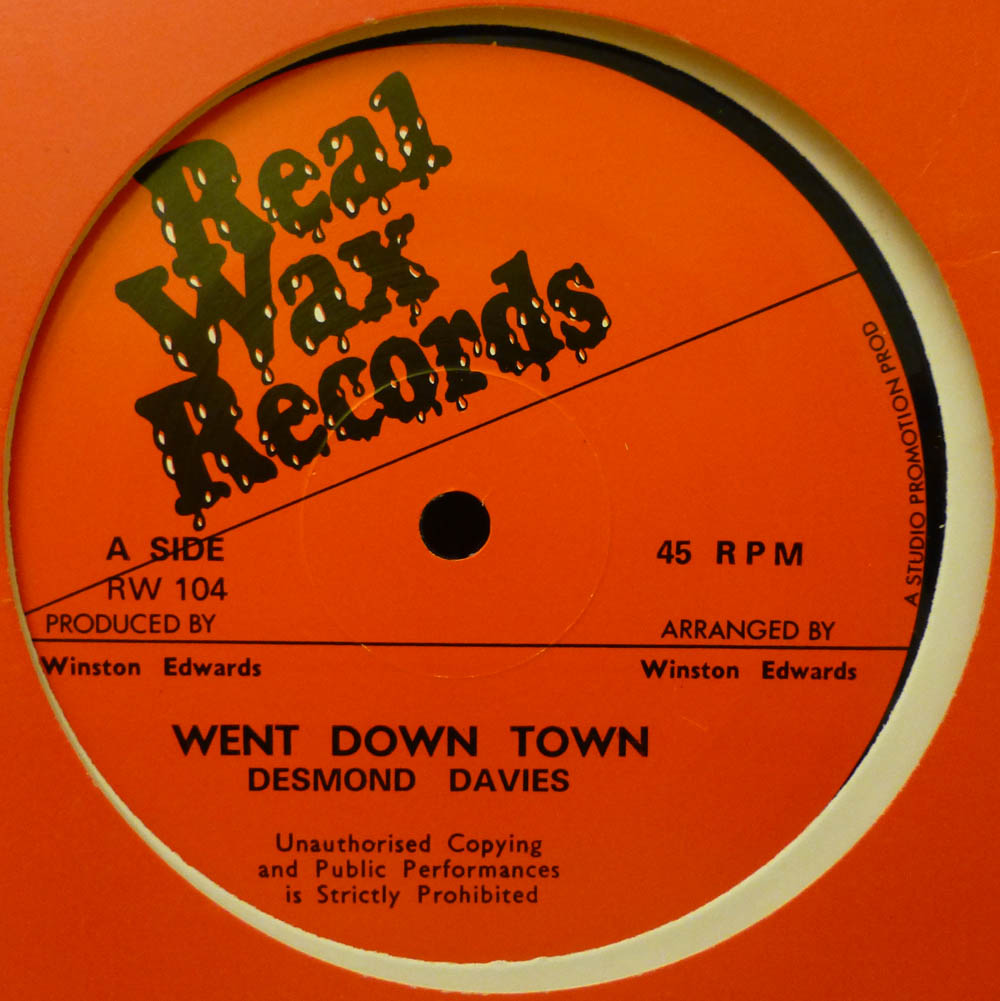 Real
Wax
Records
A SIDE
RW 104
45 RPM
PRODUCED BY
Winston Edwards
ARRANGED BY
Winston Edwards
A STUDIO PROMOTION PROD
WENT DOWN TOWN
DESMOND DAVIES
Unauthorised Copying
and Public Performances
is Strictly Prohibited